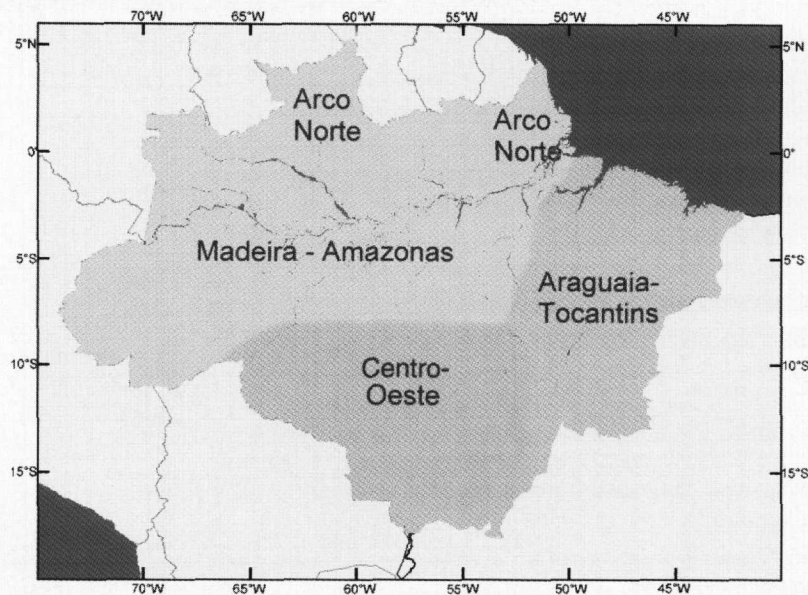 70°W 65°W 60°W 55°W 50°W 45°W
5°N 5°N
Arco
Norte
Arco
Norte
0° 0°
Madeira - Amazonas
5°S 5°S
Araguaia-
Tocantins
10°S 10°S
Centro-
Oeste
15°S 15°S
70°W 65°W 60°W 55°W 50°W 45°W